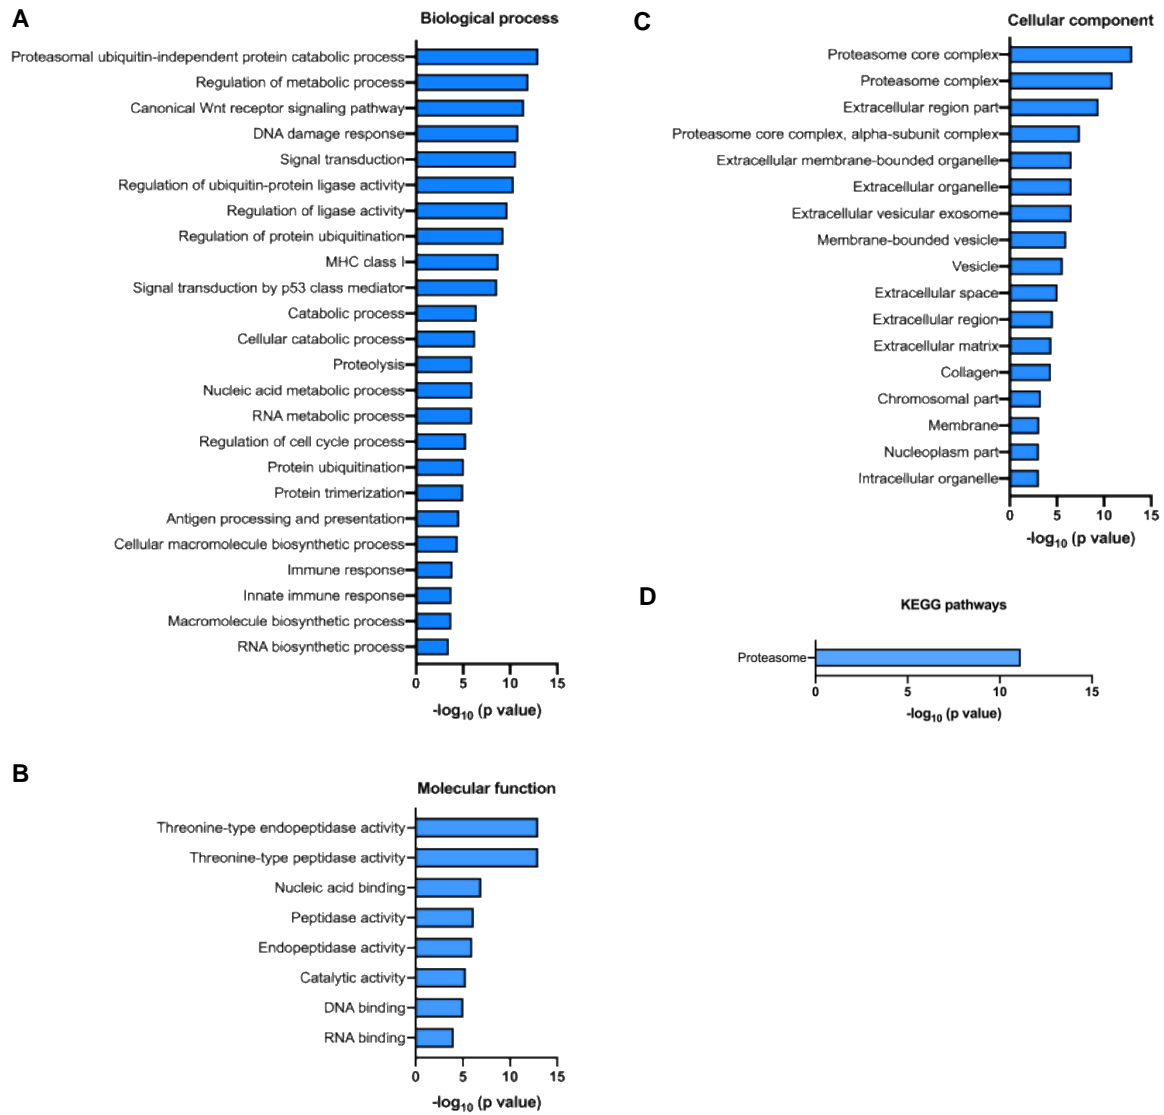 A
Biological process
Proteasomal ubiquitin-independent protein catabolic process
Regulation of metabolic process
Canonical Wnt receptor signaling pathway
DNA damage response
Signal transduction
Regulation of ubiquitin-protein ligase activity
Regulation of ligase activity
Regulation of protein ubiquitination
MHC class I
Signal transduction by p53 class mediator
Catabolic process
Cellular catabolic process
Proteolysis
Nucleic acid metabolic process
RNA metabolic process
Regulation of cell cycle process
Protein ubiquitination
Protein trimerization
Antigen processing and presentation
Cellular macromolecule biosynthetic process
Immune response
Innate immune response
Macromolecule biosynthetic process
RNA biosynthetic process
0 5 10 15
-log10 (p value)
B
Molecular function
Threonine-type endopeptidase activity
Threonine-type peptidase activity
Nucleic acid binding
Peptidase activity
Endopeptidase activity
Catalytic activity
DNA binding
RNA binding
0 5 10 15
-log10 (p value)
C
Cellular component
Proteasome core complex
Proteasome complex
Extracellular region part
Proteasome core complex, alpha-subunit complex
Extracellular membrane-bounded organelle
Extracellular organelle
Extracellular vesicular exosome
Membrane-bounded vesicle
Vesicle
Extracellular space
Extracellular region
Extracellular matrix
Collagen
Chromosomal part
Membrane
Nucleoplasm part
Intracellular organelle
0 5 10 15
-log10 (p value)
D
KEGG pathways
Proteasome
0 5 10 15
-log10 (p value)